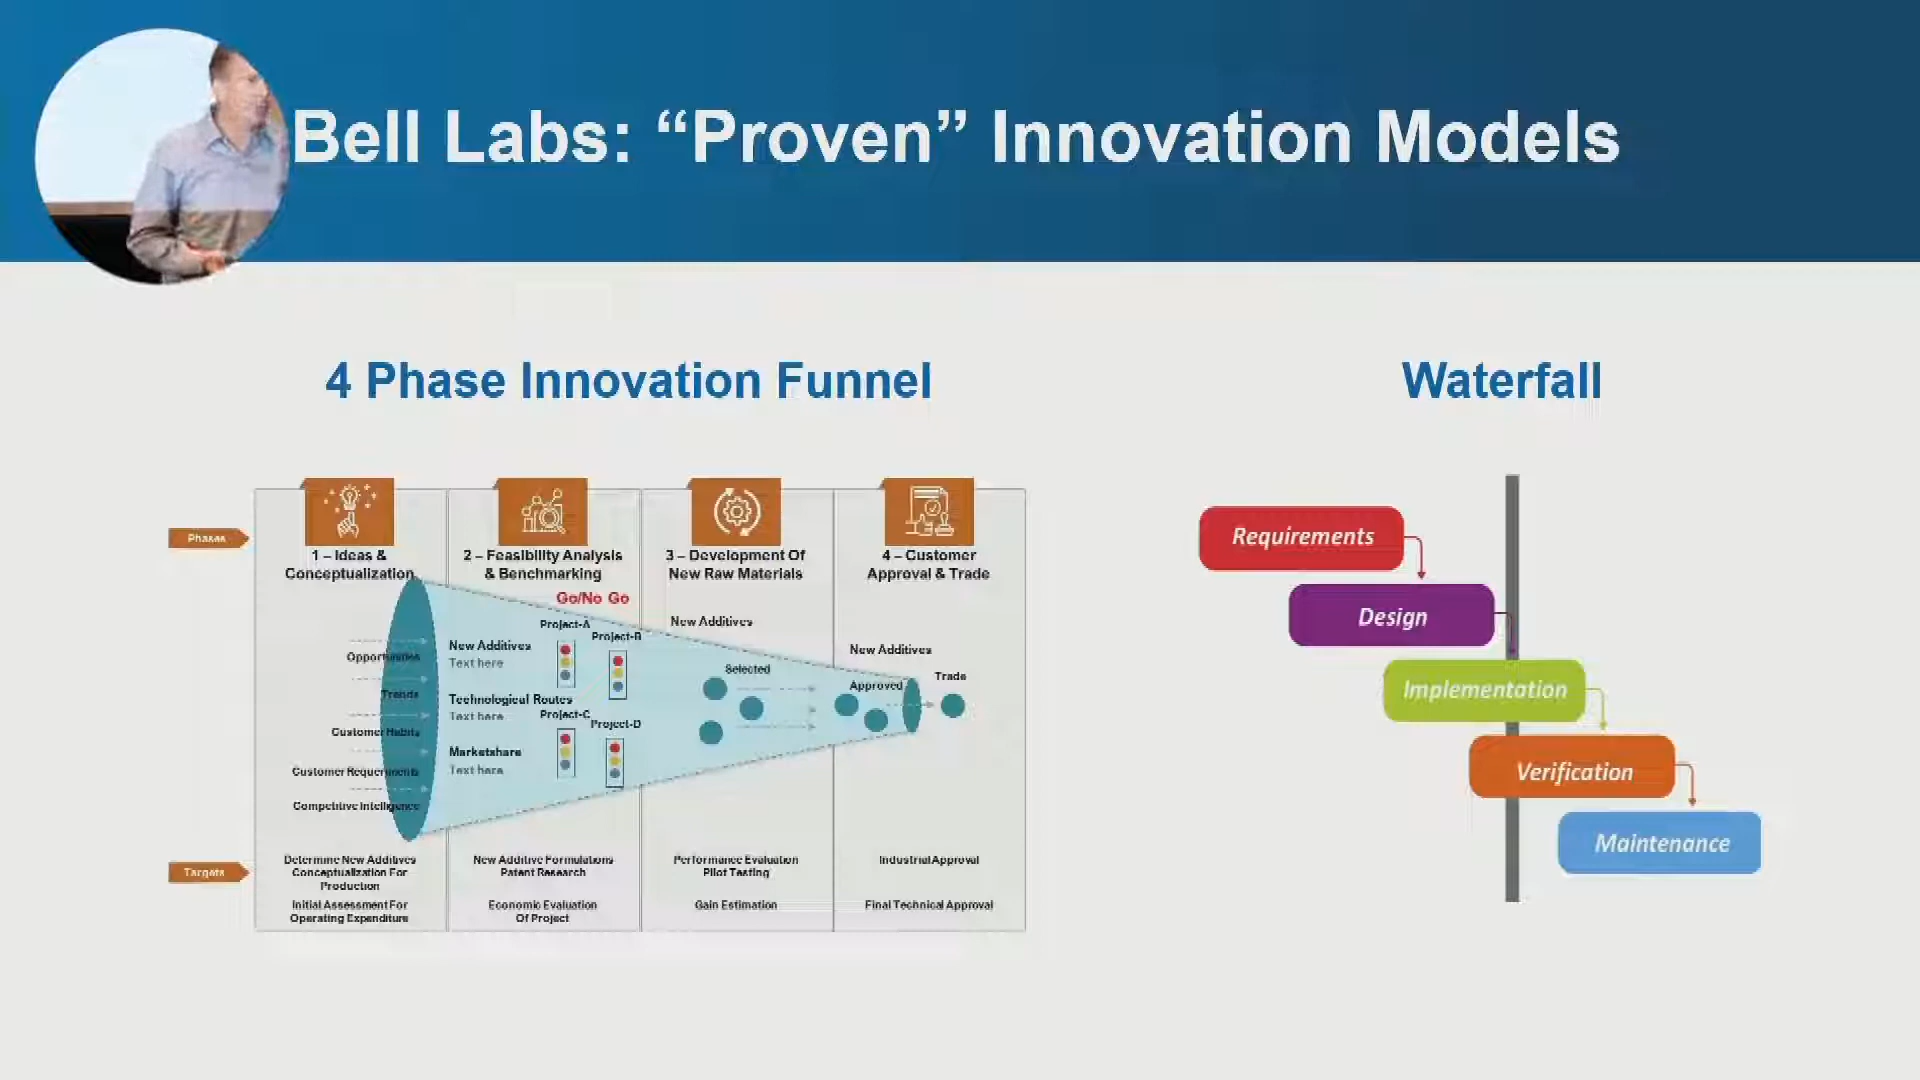 Bell Labs: “Proven” Innovation Models
4 Phase Innovation Funnel
Phases
1 – Ideas &
Conceptualization
2 – Feasibility Analysis
& Benchmarking
3 – Development Of
New Raw Materials
4 – Customer
Approval & Trade
Go/No Go
Opportunities
Trends
Customer Habits
Customer Requerments
Competitive Intelligence
New Additives
Text here
Technological Routes
Text here
Marketshare
Text here
Project-A
Project-B
Project-C
Project-D
New Additives
Selected
New Additives
Approved
Trade
Targets
Determine New Additives
Conceptualization For
Production
Initial Assessment For
Operating Expenditure
New Additive Formulations
Patent Research
Economic Evaluation
Of Project
Performance Evaluation
Pilot Testing
Gain Estimation
Industrial Approval
Final Technical Approval
Waterfall
Requirements
Design
Implementation
Verification
Maintenance